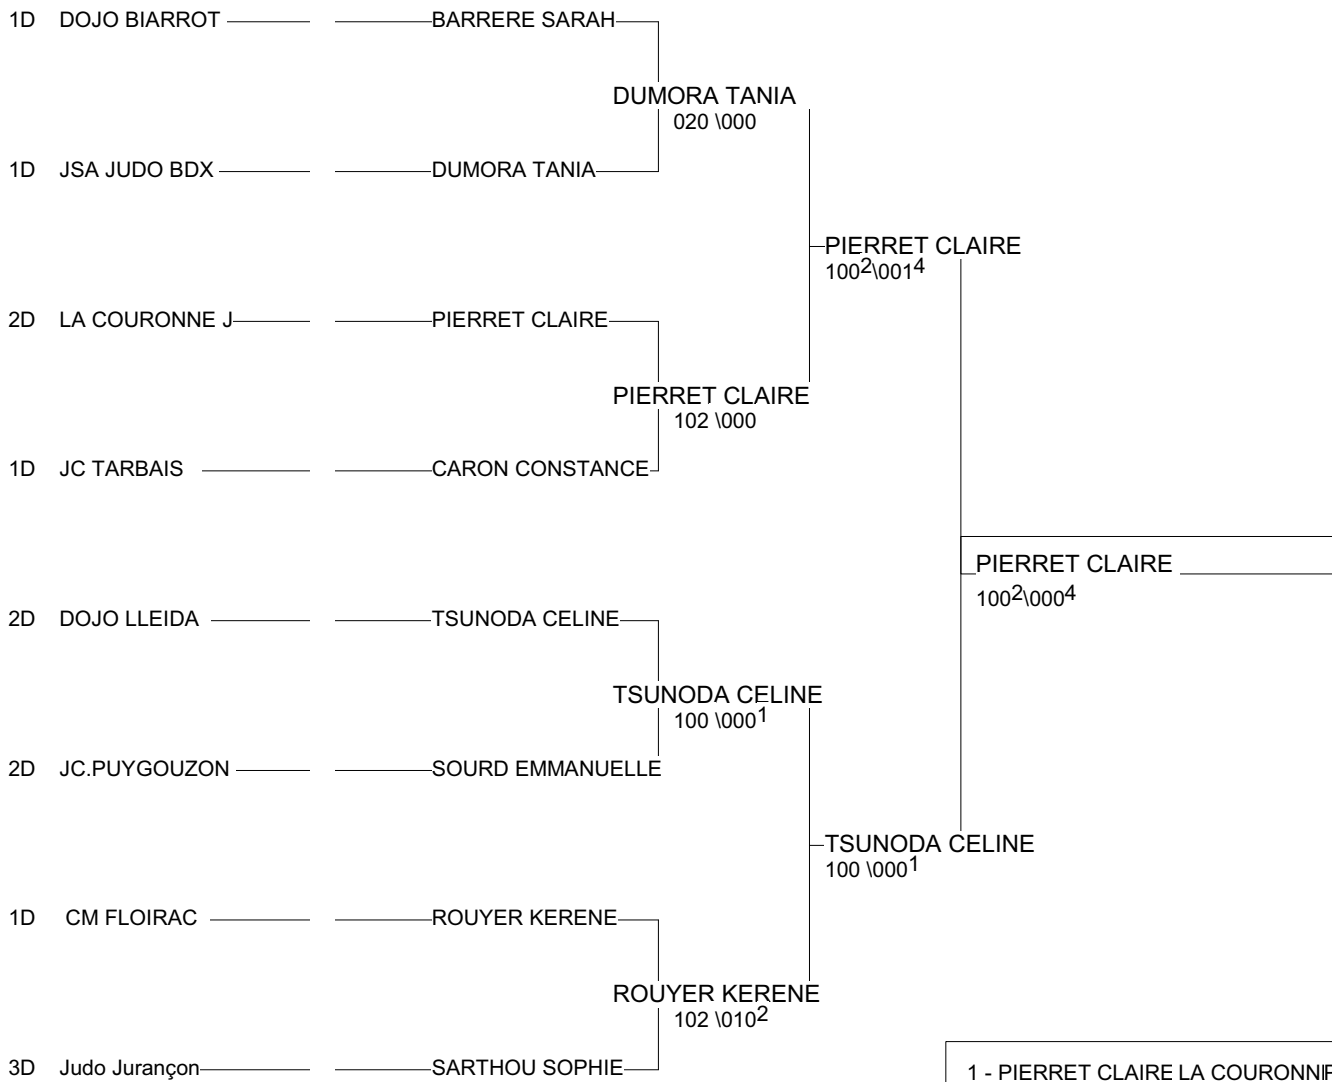 1D DOJO BIARROT BARRERE SARAH
DUMORA TANIA
020 \000
1D JSA JUDO BDX DUMORA TANIA
PIERRET CLAIRE
100²\001⁴
2D LA COURONNE J PIERRET CLAIRE
PIERRET CLAIRE
102 \000
1D JC TARBAIS CARON CONSTANCE
PIERRET CLAIRE
100²\000⁴
2D DOJO LLEIDA TSUNODA CELINE
TSUNODA CELINE
100 \000¹
2D JC.PUYGOUZON SOURD EMMANUELLE
TSUNODA CELINE
100 \000¹
1D CM FLOIRAC ROUYER KERENE
ROUYER KERENE
102 \010²
3D Judo Jurançon SARTHOU SOPHIE
1 - PIERRET CLAIRE LA COURONN